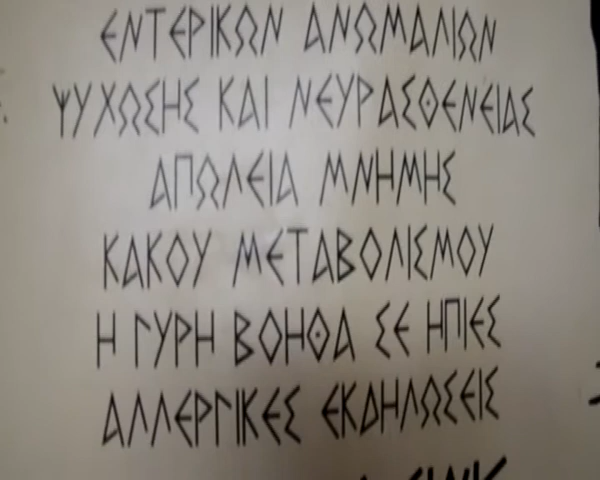 ΕΝΤΕΡΙΚΩΝ ΑΝΩΜΑΛΙΩΝ
ΨΥΧΩΣΗΣ ΚΑΙ ΝΕΥΡΑΣΘΕΝΕΙΑΣ
ΑΠΩΛΕΙΑ ΜΝΗΜΗΣ
ΚΑΚΟΥ ΜΕΤΑΒΟΛΙΣΜΟΥ
Η ΓΥΡΗ ΒΟΗΘΑ ΣΕ ΗΠΙΕΣ
ΑΛΛΕΡΓΙΚΕΣ ΕΚΔΗΛΩΣΕΙΣ